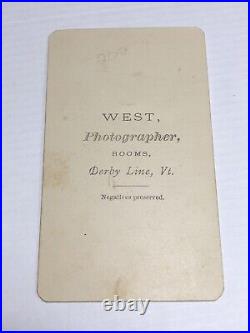 WEST,
Photographer,
ROOMS,
Derby Line, Vt.
Negatives preserved.